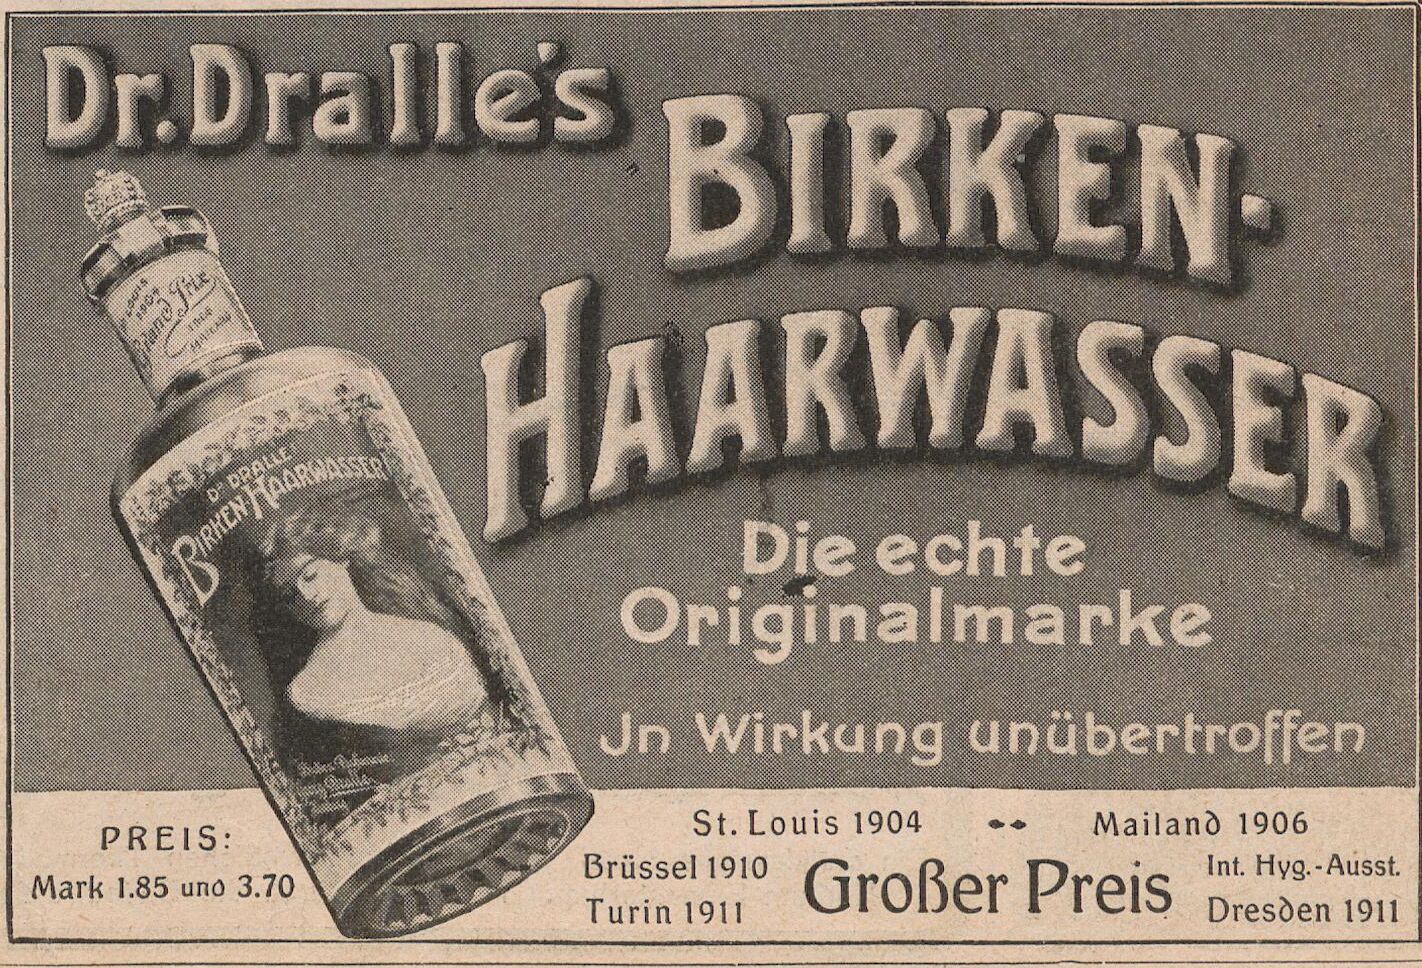 Dr. Dralle's
BIRKEN-
HAARWASSER
Grand Prix
1904
MAILAND
Dr DRALLE
BIRKEN HAARWASSER
Die echte
Originalmarke
Jn Wirkung unübertroffen
PREIS:
Mark 1.85 und 3.70
St. Louis 1904
Mailand 1906
Brüssel 1910
Turin 1911
Großer Preis
Int. Hyg.-Ausst.
Dresden 1911